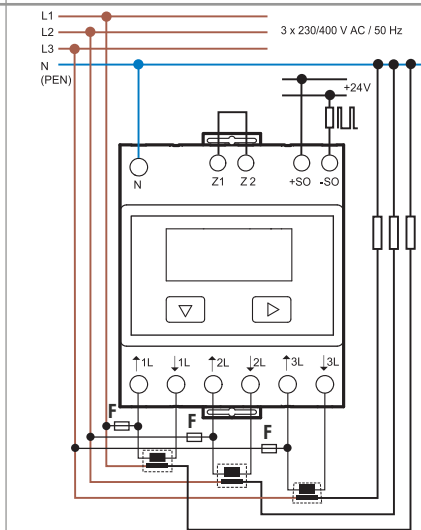 L1
L2
L3
N
(PEN)
3 x 230/400 V AC / 50 Hz
+24V
N
Z1
Z 2
+SO
-SO
↑1L
↓1L
↑2L
↓2L
↑3L
↓3L
F
F
F